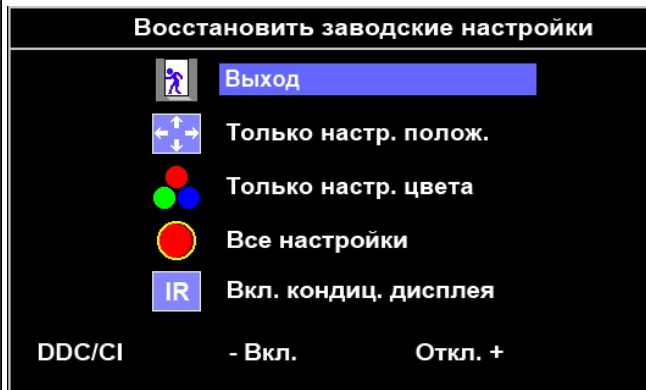 Восстановить заводские настройки
Выход
Только настр. полож.
Только настр. цвета
Все настройки
IR Вкл. кондиц. дисплея
DDC/CI - Вкл. Откл. +